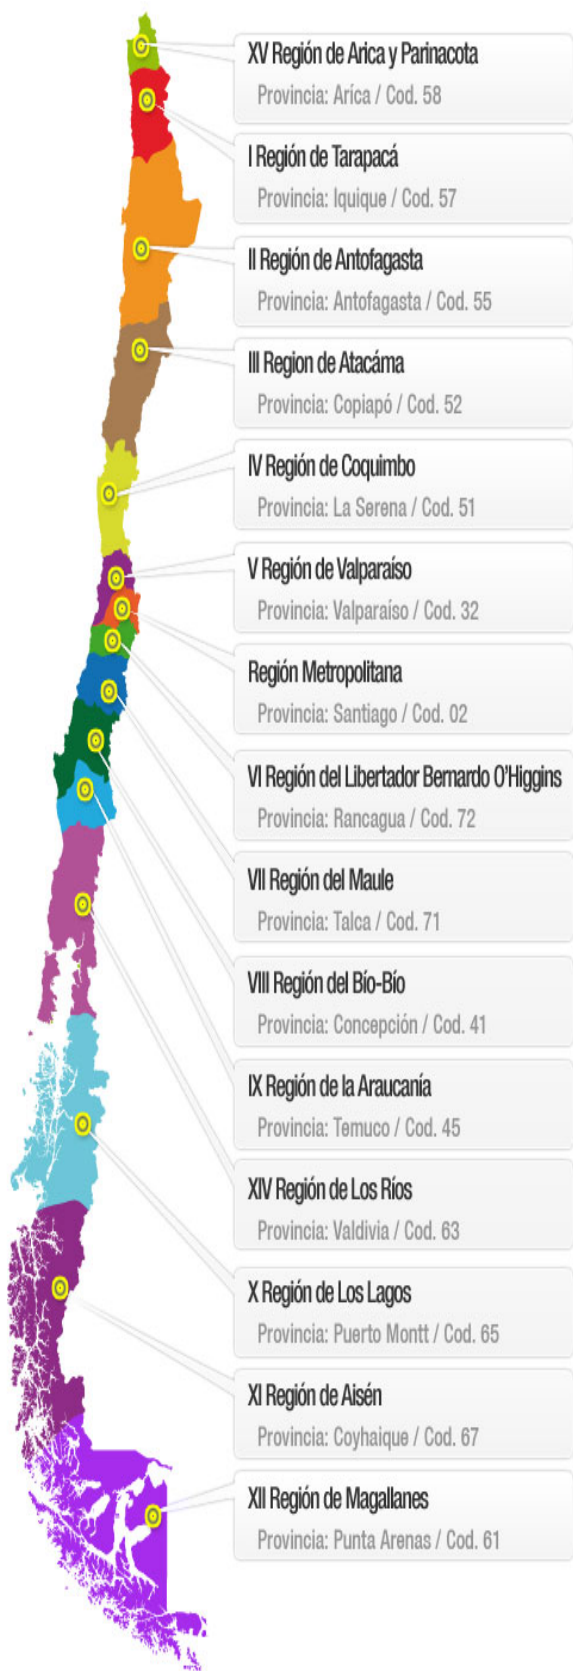 XV Región de Arica y Parinacota
Provincia: Aríca / Cod. 58
I Región de Tarapacá
Provincia: Iquique / Cod. 57
II Región de Antofagasta
Provincia: Antofagasta / Cod. 55
III Region de Atacáma
Provincia: Copiapó / Cod. 52
IV Región de Coquimbo
Provincia: La Serena / Cod. 51
V Región de Valparaíso
Provincia: Valparaíso / Cod. 32
Región Metropolitana
Provincia: Santiago / Cod. 02
VI Región del Libertador Bernardo O'Higgins
Provincia: Rancagua / Cod. 72
VII Región del Maule
Provincia: Talca / Cod. 71
VIII Región del Bío-Bío
Provincia: Concepción / Cod. 41
IX Región de la Araucanía
Provincia: Temuco / Cod. 45
XIV Región de Los Ríos
Provincia: Valdivia / Cod. 63
X Región de Los Lagos
Provincia: Puerto Montt / Cod. 65
XI Región de Aisén
Provincia: Coyhaique / Cod. 67
XII Región de Magallanes
Provincia: Punta Arenas / Cod. 61